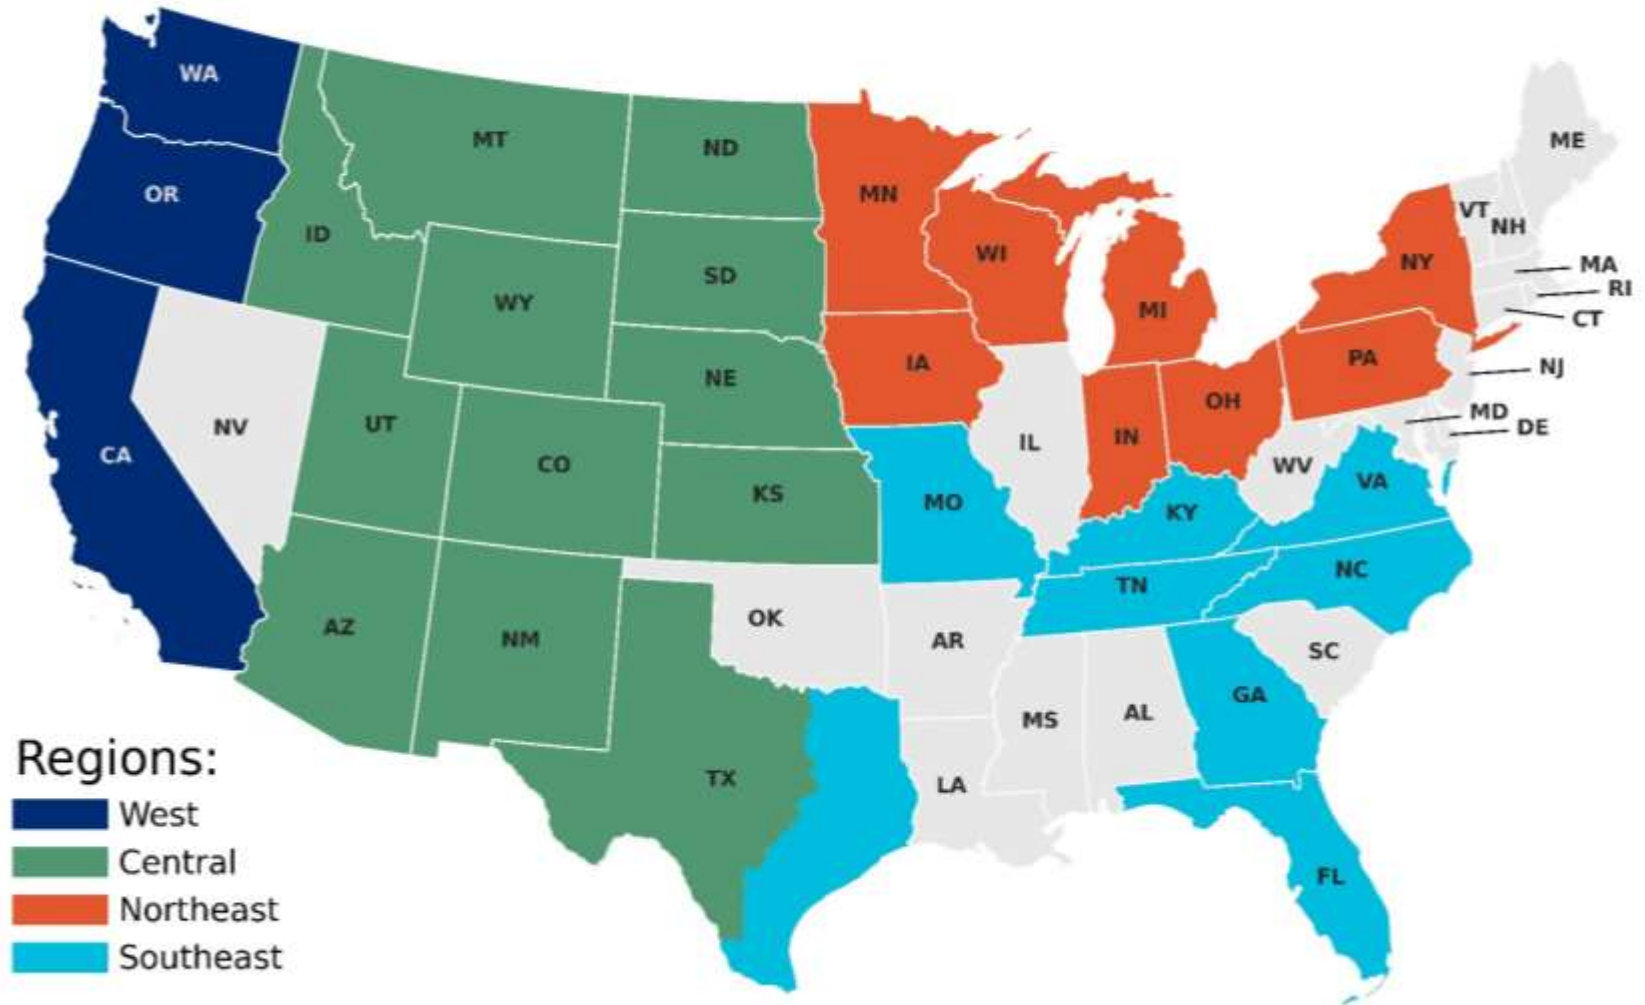 WA
MT
ND
MN
ME
OR
ID
SD
WI
VT
NH
NY
MA
RI
CT
WY
MI
IA
PA
NJ
NE
UT
CO
NV
CA
KS
IL
IN
OH
MD
DE
WV
VA
MO
KY
TN
NC
AZ
NM
OK
AR
SC
MS
AL
GA
TX
LA
FL
Regions:
West
Central
Northeast
Southeast